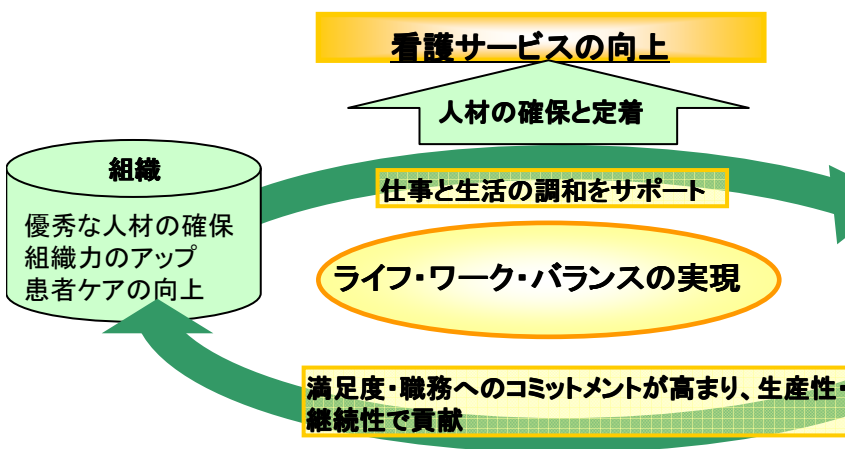 看護サービスの向上
人材の確保と定着
組織
優秀な人材の確保
組織力のアップ
患者ケアの向上
仕事と生活の調和をサポート
ライフ・ワーク・バランスの実現
満足度・職務へのコミットメントが高まり、生産性・
継続性で貢献